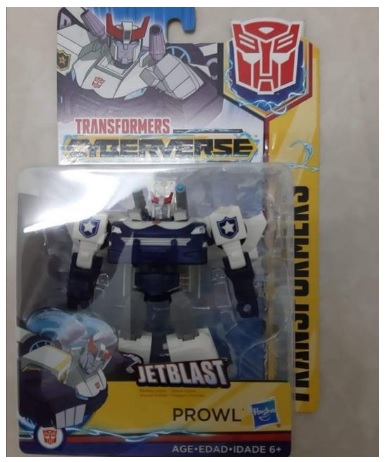 TRANSFORMERS
CYBERVERSE
TRANSFORMERS
JETBLAST
PROWL
Hasbro
AGE•EDAD•IDADE 6+